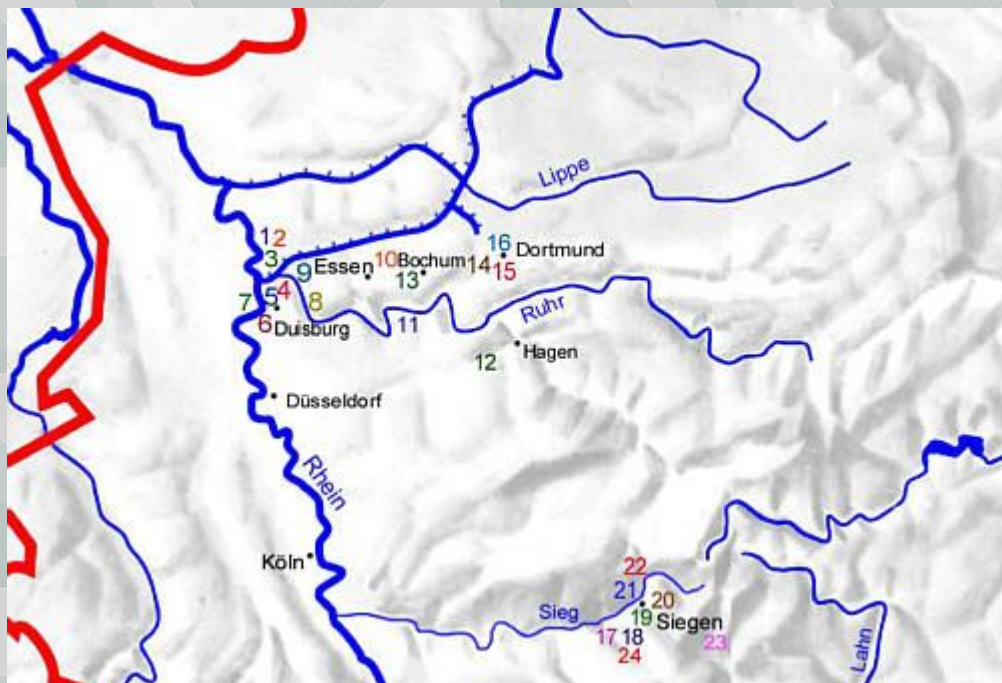 Lippe
1 2
16
Dortmund
3
9
Essen
10
Bochum
14
15
13
4
5
7
8
Ruhr
6
Duisburg
11
12
Hagen
Düsseldorf
Rhein
Köln
22
21
20
Sieg
19
Siegen
17
18
23
24
Lahn